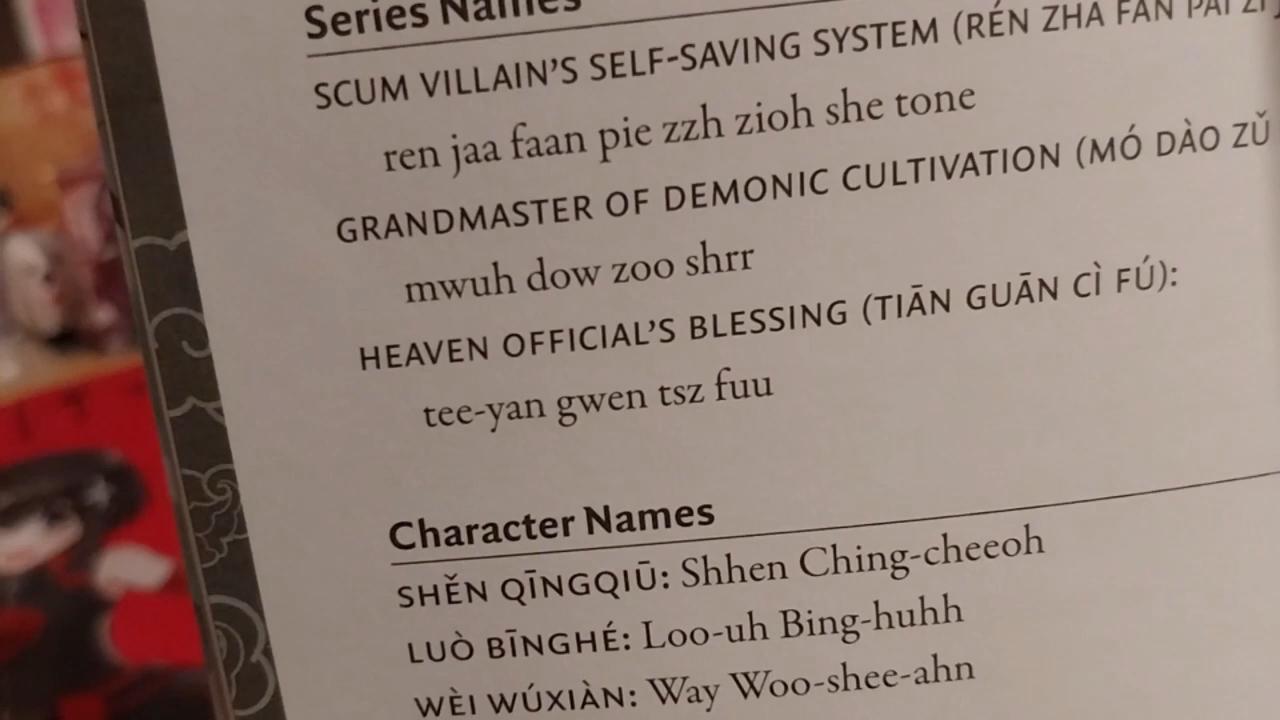 Series Names
SCUM VILLAIN'S SELF-SAVING SYSTEM (RÉN ZHA FAN PAI
ren jaa faan pie zzh zioh she tone
GRANDMASTER OF DEMONIC CULTIVATION (MÓ DÀO ZǓ
mwuh dow zoo shrr
HEAVEN OFFICIAL'S BLESSING (TIĀN GUĀN CÌ FÚ):
tee-yan gwen tsz fuu
Character Names
SHĚN QĪNGQIŪ: Shhen Ching-cheeoh
LUÒ BĪNGHÉ: Loo-uh Bing-huhh
WÈI WÚXIÀN: Way Woo-shee-ahn